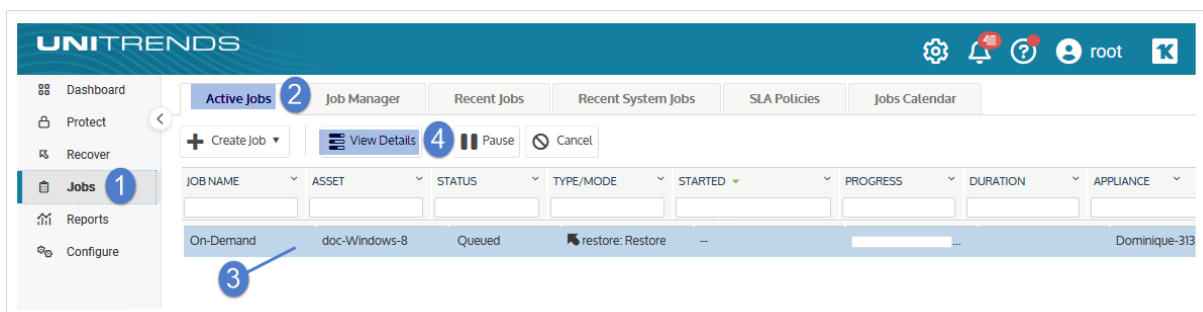 UNITRENDS
root
Dashboard
Protect
Recover
Jobs 1
Reports
Configure
Active Jobs 2 Job Manager Recent Jobs Recent System Jobs SLA Policies Jobs Calendar
Create Job View Details 4 Pause Cancel
JOB NAME ASSET STATUS TYPE/MODE STARTED PROGRESS DURATION APPLIANCE
On-Demand doc-Windows-8 Queued restore: Restore -- ... Dominique-313
3